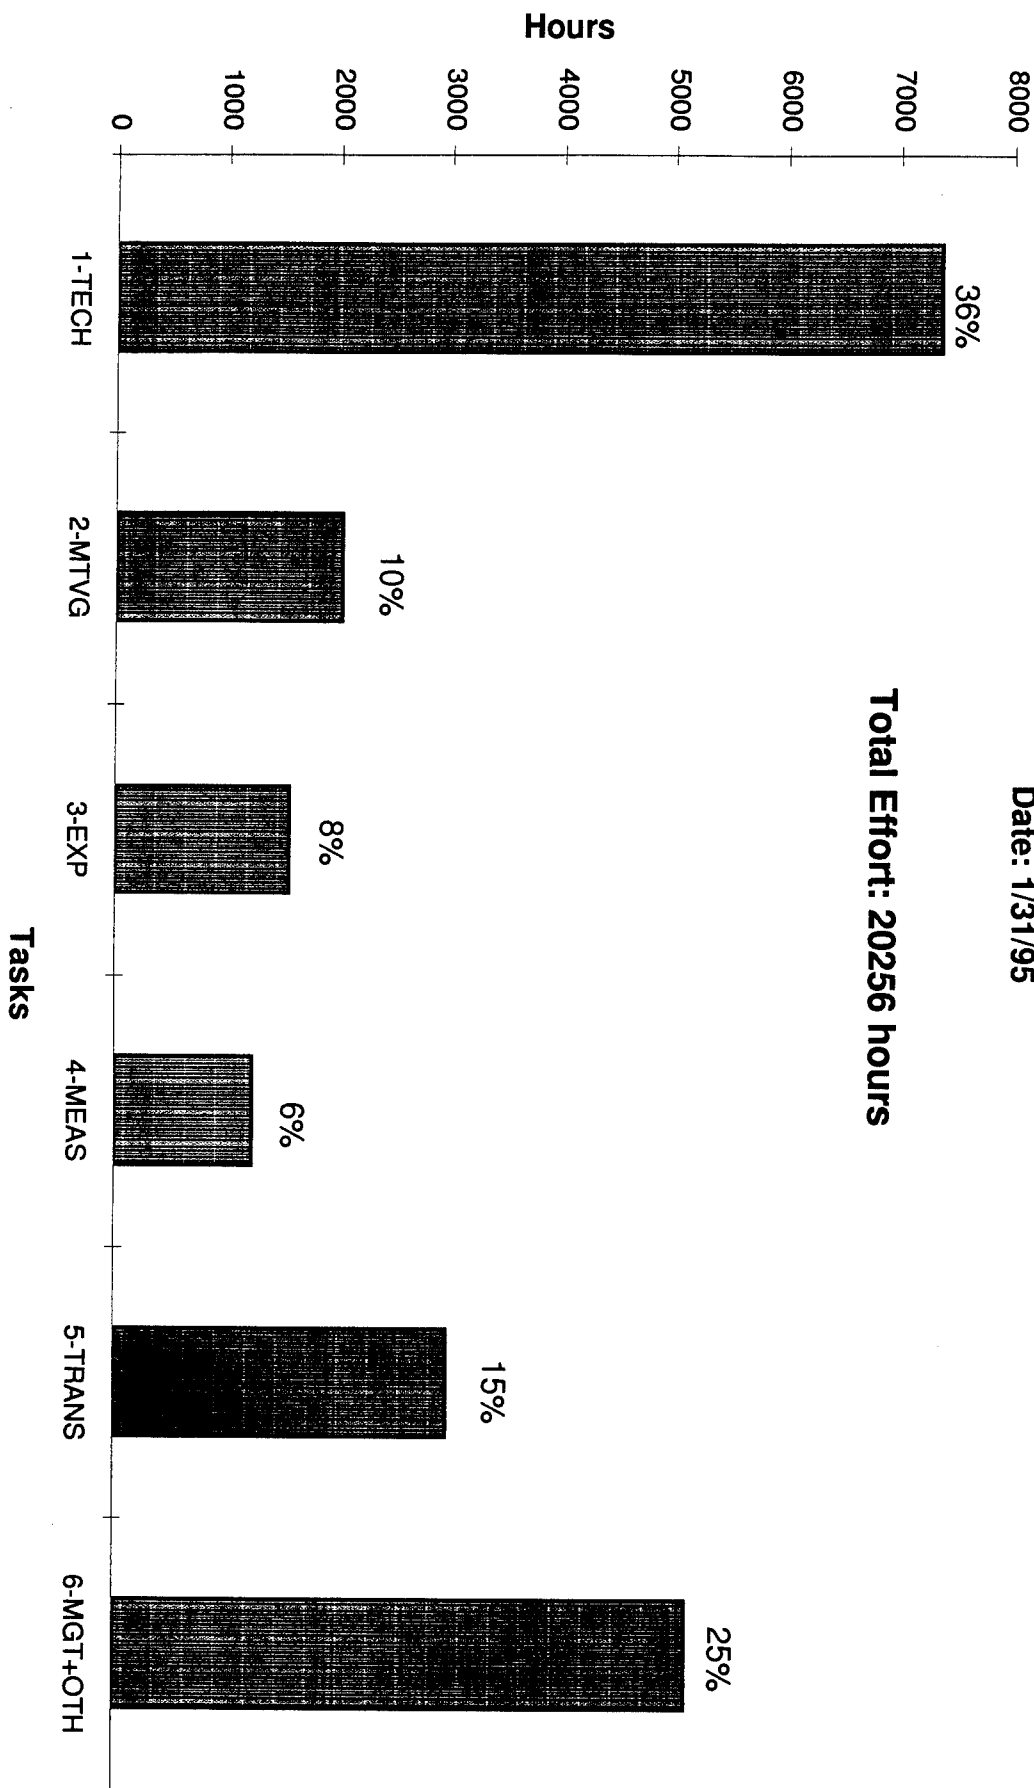 Date: 1/31/95
Total Effort: 20256 hours
Hours
8000
7000
6000
5000
4000
3000
2000
1000
0
36%
10%
8%
6%
15%
25%
1-TECH
2-MTVG
3-EXP
4-MEAS
5-TRANS
6-MGT+OTH
Tasks